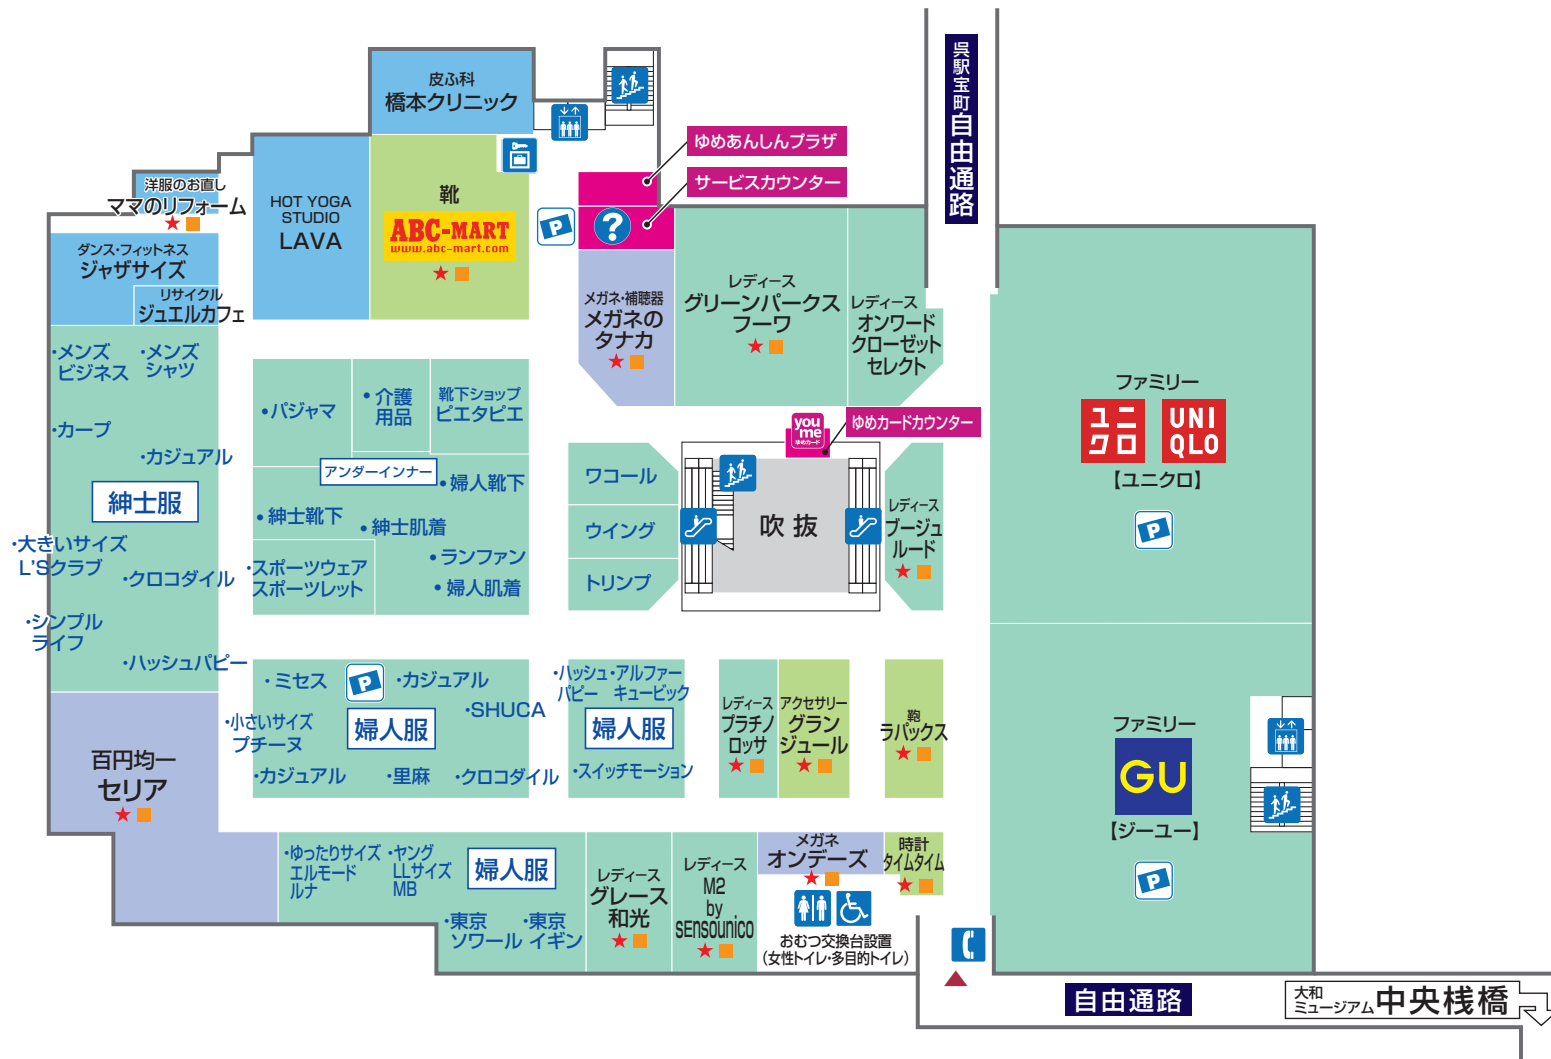 皮ふ科
橋本クリニック
呉駅宝町
自由通路
ゆめあんしんプラザ
サービスカウンター
洋服のお直し
ママのリフォーム
HOT YOGA
STUDIO
LAVA
靴
ABC-MART
www.abc-mart.com
P
?
ダンス・フィットネス
ジャザサイズ
リサイクル
ジュエルカフェ
メガネ・補聴器
メガネの
タナカ
レディース
グリーンパークス
フーワ
レディース
オンワード
クローゼット
セレクト
・メンズ
ビジネス
・メンズ
シャツ
・カープ
・カジュアル
紳士服
・大きいサイズ
L'Sクラブ
・クロコダイル
・シンプル
ライフ
・ハッシュパピー
・パジャマ
・介護
用品
靴下ショップ
ピエタピエ
アンダーインナー
・婦人靴下
・紳士靴下
・紳士肌着
・ランファン
・婦人肌着
・スポーツウェア
スポーツレット
ワコール
ウイング
トリンプ
you
me
ゆめカード
ゆめカードカウンター
吹抜
レディース
ブージュ
ルード
ファミリー
ユニクロ
UNI
QLO
【ユニクロ】
P
百円均一
セリア
・ミセス
P
・カジュアル
・SHUCA
・小さいサイズ
プチーヌ
婦人服
・カジュアル
・里麻
・クロコダイル
・ハッシュ
パピー
・アルファー
キュービック
婦人服
・スイッチモーション
レディース
プラチノ
ロッサ
アクセサリー
グラン
ジュール
鞄
ラパックス
ファミリー
GU
【ジーユー】
P
・ゆったりサイズ
エルモード
ルナ
・ヤング
LLサイズ
MB
婦人服
・東京
ソワール
・東京
イギン
レディース
グレース
和光
レディース
M2
by
sensounico
メガネ
オンデーズ
時計
タイムタイム
おむつ交換台設置
(女性トイレ・多目的トイレ)
自由通路
大和
ミュージアム
中央桟橋